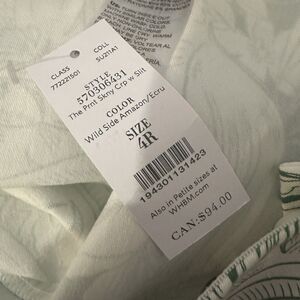 CLASS COLL
772221501 SU21A1
STYLE
570306431
The Prnt Skny Crp w Slit
COLOR
Wild Side Amazon/Ecru
SIZE
4R
194301131423
Also in Petite sizes at
WHBM.com
CAN:$94.00